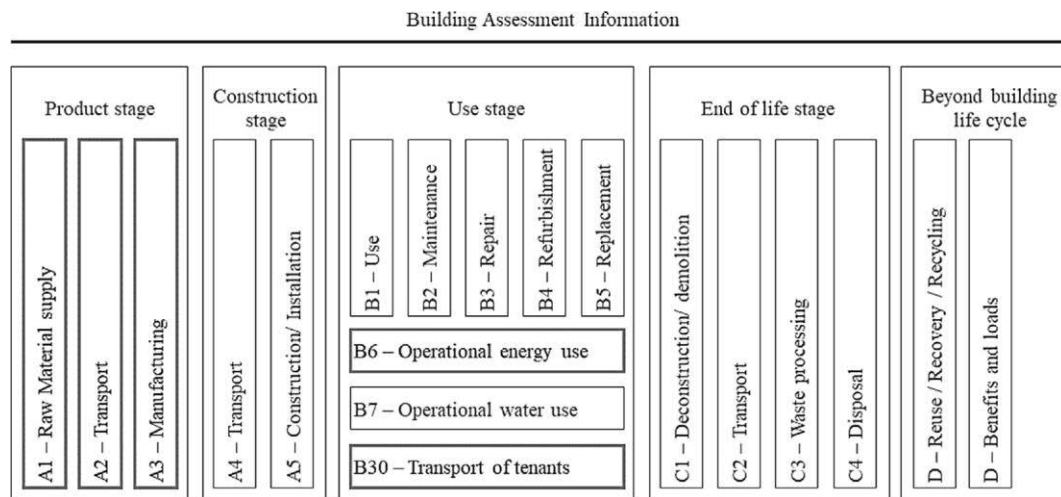 Building Assessment Information
Product stage
A1 – Raw Material supply
A2 – Transport
A3 – Manufacturing
Construction
stage
A4 – Transport
A5 – Construction/ Installation
Use stage
B1 – Use
B2 – Maintenance
B3 – Repair
B4 – Refurbishment
B5 – Replacement
B6 – Operational energy use
B7 – Operational water use
B30 – Transport of tenants
End of life stage
C1 – Deconstruction/ demolition
C2 – Transport
C3 – Waste processing
C4 – Disposal
Beyond building
life cycle
D – Reuse / Recovery / Recycling
D – Benefits and loads